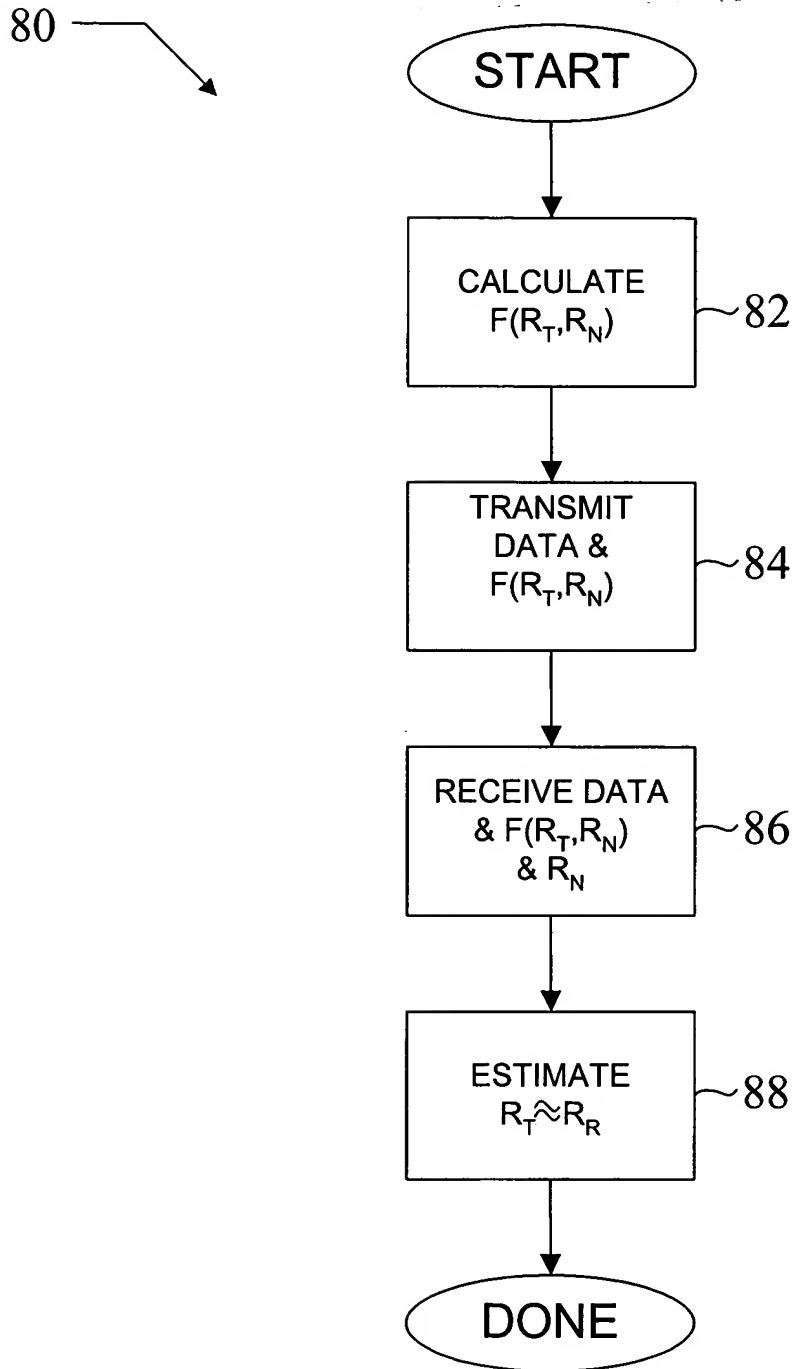 80
START
CALCULATE
F(R_T,R_N)
82
TRANSMIT
DATA &
F(R_T,R_N)
84
RECEIVE DATA
& F(R_T,R_N)
& R_N
86
ESTIMATE
R_T≈R_R
88
DONE